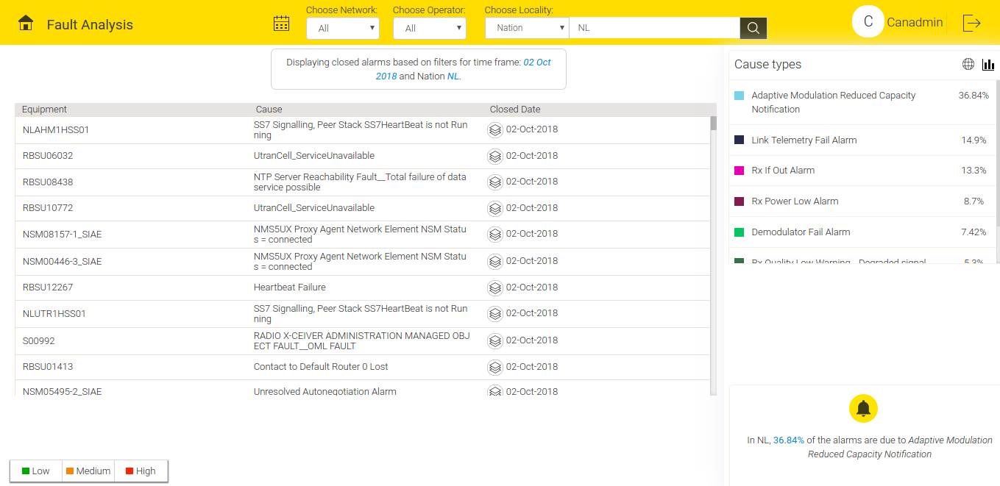 Fault Analysis
Choose Network:
All
Choose Operator:
All
Choose Locality:
Nation
NL
C
Canadmin
Displaying closed alarms based on filters for time frame: 02 Oct
2018 and Nation NL.
Equipment Cause Closed Date
NLAHM1HSS01 SS7 Signalling, Peer Stack SS7HeartBeat is not Run
ning 02-Oct-2018
RBSU06032 UtranCell_ServiceUnavailable 02-Oct-2018
RBSU08438 NTP Server Reachability Fault__Total failure of data
service possible 02-Oct-2018
RBSU10772 UtranCell_ServiceUnavailable 02-Oct-2018
NSM08157-1_SIAE NMS5UX Proxy Agent Network Element NSM Statu
s = connected 02-Oct-2018
NSM00446-3_SIAE NMS5UX Proxy Agent Network Element NSM Statu
s = connected 02-Oct-2018
RBSU12267 Heartbeat Failure 02-Oct-2018
NLUTR1HSS01 SS7 Signalling, Peer Stack SS7HeartBeat is not Run
ning 02-Oct-2018
S00992 RADIO X-CEIVER ADMINISTRATION MANAGED OBJ
ECT FAULT__OML FAULT 02-Oct-2018
RBSU01413 Contact to Default Router 0 Lost 02-Oct-2018
NSM05495-2_SIAE Unresolved Autonegotiation Alarm 02-Oct-2018
Low Medium High
Cause types
Adaptive Modulation Reduced Capacity 36.84%
Notification
Link Telemetry Fail Alarm 14.9%
Rx If Out Alarm 13.3%
Rx Power Low Alarm 8.7%
Demodulator Fail Alarm 7.42%
Rx Quality Low Warning - Degraded signal 5.3%
In NL, 36.84% of the alarms are due to Adaptive Modulation
Reduced Capacity Notification